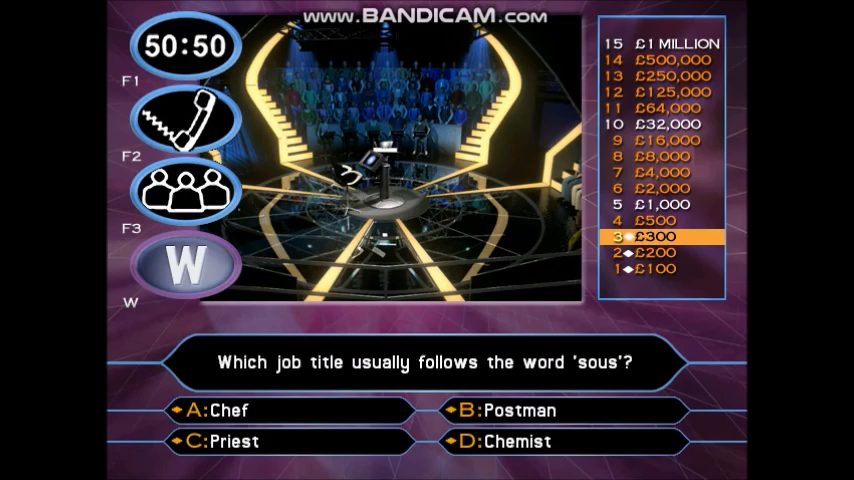 www.BANDICAM.com
50:50
F1
F2
F3
W
W
15 £1 MILLION
14 £500,000
13 £250,000
12 £125,000
11 £64,000
10 £32,000
9 £16,000
8 £8,000
7 £4,000
6 £2,000
5 £1,000
4 £500
3 £300
2 £200
1 £100
Which job title usually follows the word 'sous'?
A:Chef
B:Postman
C:Priest
D:Chemist